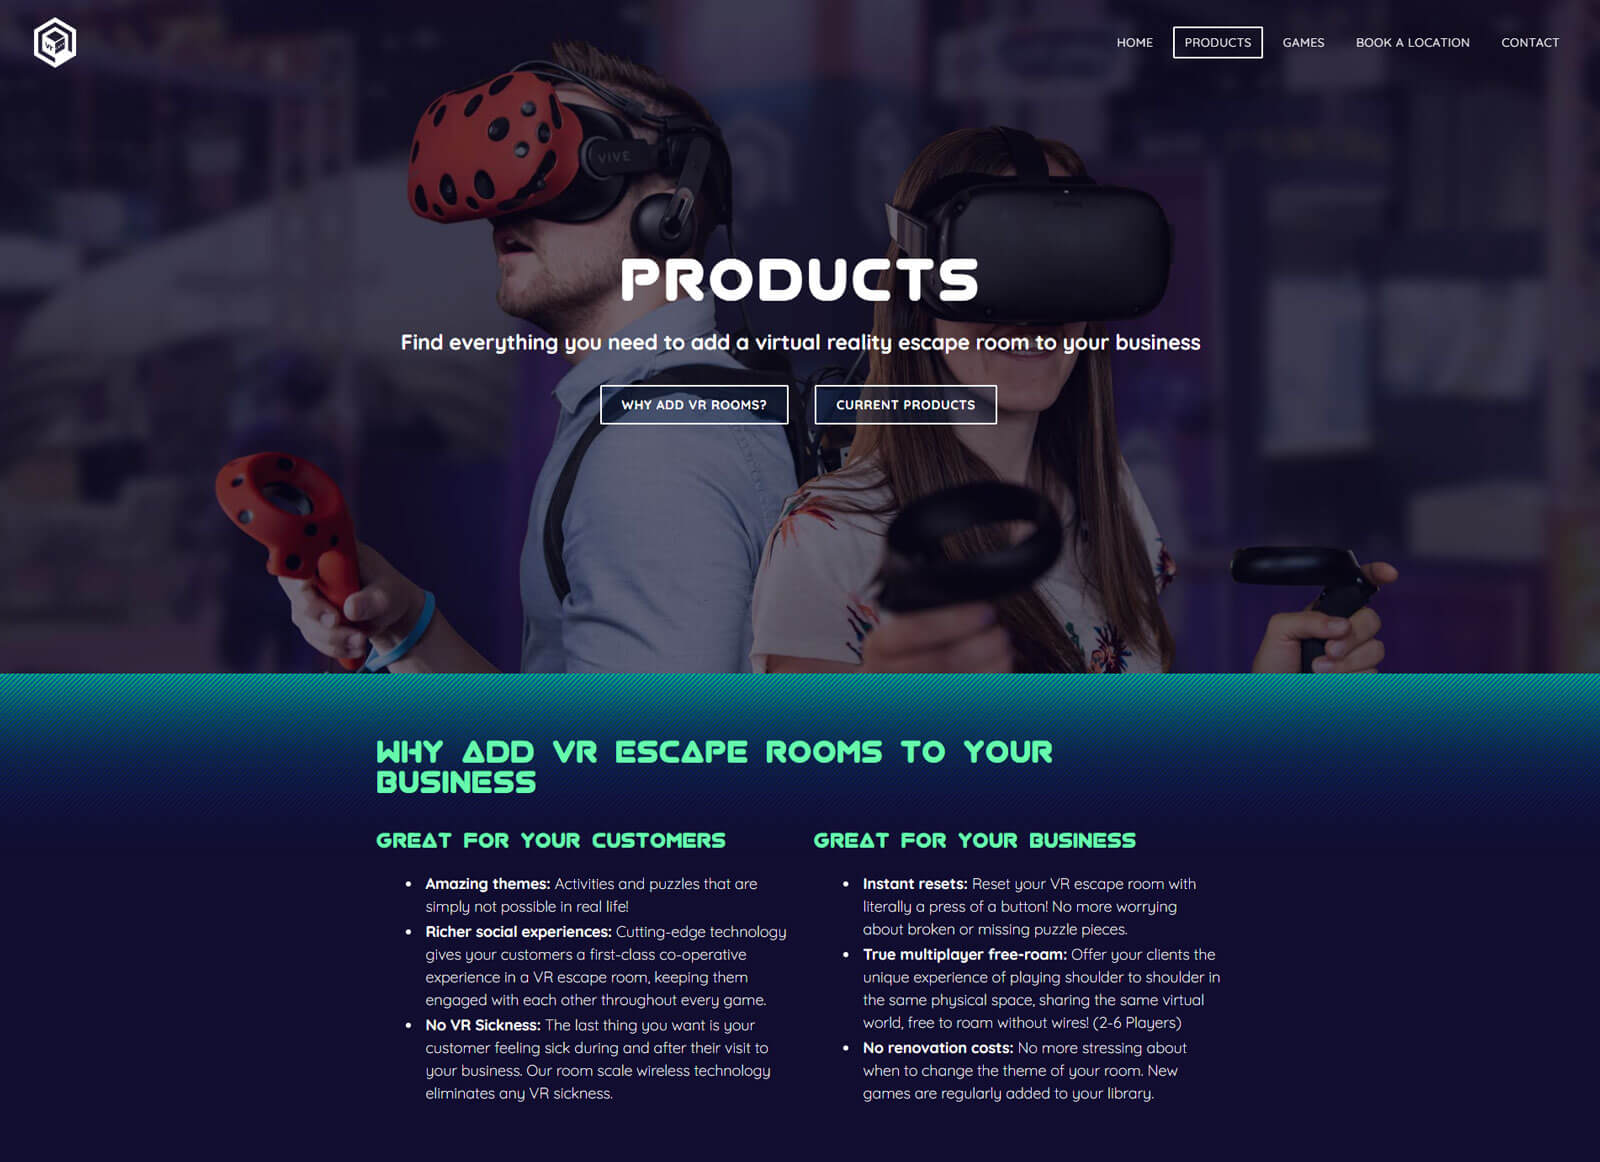 HOME PRODUCTS GAMES BOOK A LOCATION CONTACT
VIVE
PRODUCTS
Find everything you need to add a virtual reality escape room to your business
WHY ADD VR ROOMS? CURRENT PRODUCTS
WHY ADD VR ESCAPE ROOMS TO YOUR
BUSINESS
GREAT FOR YOUR CUSTOMERS
• Amazing themes: Activities and puzzles that are
simply not possible in real life!
• Richer social experiences: Cutting-edge technology
gives your customers a first-class co-operative
experience in a VR escape room, keeping them
engaged with each other throughout every game.
• No VR Sickness: The last thing you want is your
customer feeling sick during and after their visit to
your business. Our room scale wireless technology
eliminates any VR sickness.
GREAT FOR YOUR BUSINESS
• Instant resets: Reset your VR escape room with
literally a press of a button! No more worrying
about broken or missing puzzle pieces.
• True multiplayer free-roam: Offer your clients the
unique experience of playing shoulder to shoulder in
the same physical space, sharing the same virtual
world, free to roam without wires! (2-6 Players)
• No renovation costs: No more stressing about
when to change the theme of your room. New
games are regularly added to your library.